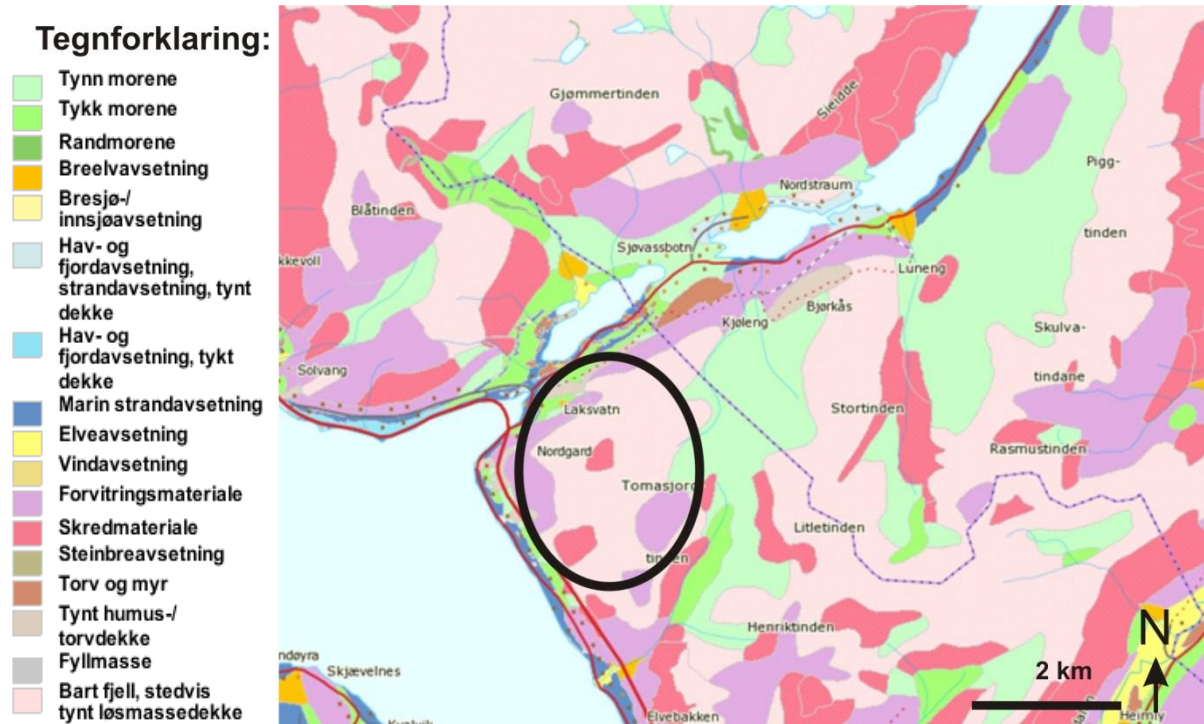 Tegnforklaring:
Tynn morene
Tykk morene
Randmorene
Breelvavsetning
Bresjø-/
innsjøavsetning
Hav- og
fjordavsetning,
strandavsetning, tynt
dekke
Hav- og
fjordavsetning, tykt
dekke
Marin strandavsetning
Elveavsetning
Vindavsetning
Forvitringsmateriale
Skredmateriale
Steinbreavsetning
Torv og myr
Tynt humus-/
torvdekke
Fyllmasse
Bart fjell, stedvis
tynt løsmassedekke
Gjømmertinden
Sleidde
Pigg-
tinden
Nordstraum
Blåtinden
Sjøvassbotn
kkevoll
Luneng
Bjørkås
Kjøleng
Skulva-
tindane
Solvang
Laksvatn
Stortinden
Nordgard
Rasmustinden
Tomasjord
tinden
Litletinden
Henriktinden
N
2 km
ndøyra
Skjævelnes
Elvebakken
Heimly